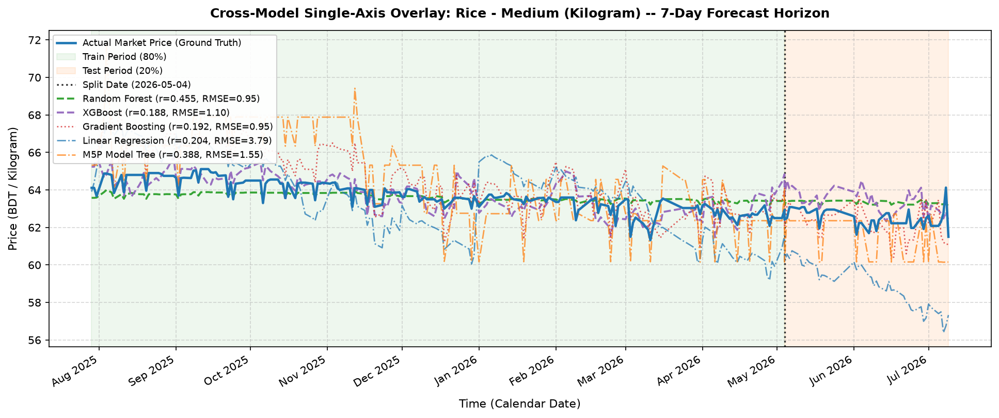 Cross-Model Single-Axis Overlay: Rice - Medium (Kilogram) -- 7-Day Forecast Horizon
Actual Market Price (Ground Truth)
Train Period (80%)
Test Period (20%)
Split Date (2026-05-04)
Random Forest (r=0.455, RMSE=0.95)
XGBoost (r=0.188, RMSE=1.10)
Gradient Boosting (r=0.192, RMSE=0.95)
Linear Regression (r=0.204, RMSE=3.79)
M5P Model Tree (r=0.388, RMSE=1.55)
Price (BDT / Kilogram)
72
70
68
66
64
62
60
58
56
Aug 2025
Sep 2025
Oct 2025
Nov 2025
Dec 2025
Jan 2026
Feb 2026
Mar 2026
Apr 2026
May 2026
Jun 2026
Jul 2026
Time (Calendar Date)